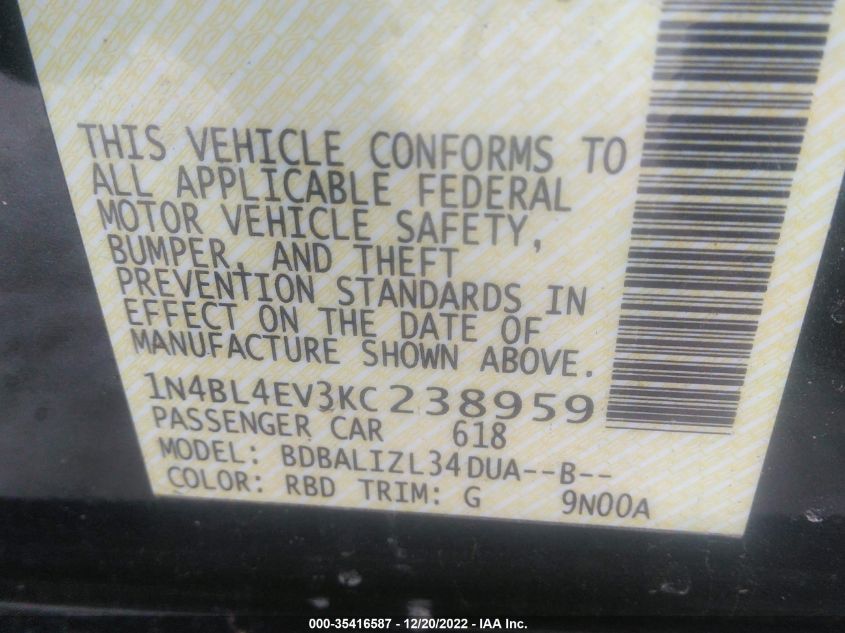 THIS VEHICLE CONFORMS TO
ALL APPLICABLE FEDERAL
MOTOR VEHICLE SAFETY,
BUMPER, AND THEFT
PREVENTION STANDARDS IN
EFFECT ON THE DATE OF
MANUFACTURE SHOWN ABOVE.
1N4BL4EV3KC238959
PASSENGER CAR 618
MODEL: BDBALIZL34DUA--B--
COLOR: RBD TRIM: G 9N00A
000-35416587 - 12/20/2022 - IAA Inc.